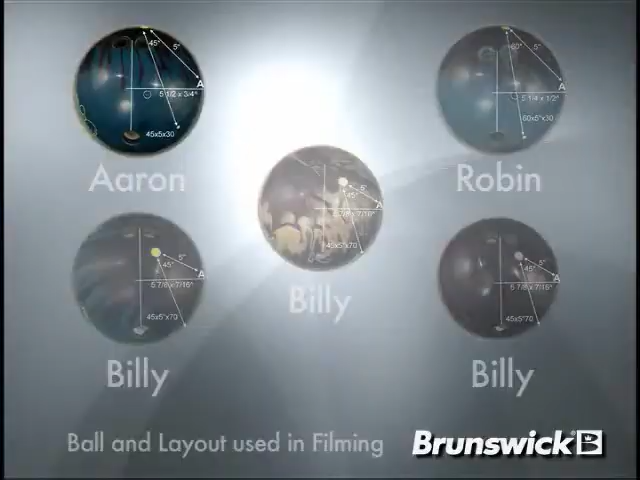 45° 5"
A
5 1/2 x 3/4"
45x5x30
Aaron
60° 5"
A
5 1/4 x 1/2"
60x5"x30
Robin
5"
45°
A
5 7/8 x 7/16"
45x5"x70
Billy
5"
45°
A
5 7/8 x 7/16"
45x5"x70
Billy
5"
45°
A
5 7/8 x 7/16"
45x5"x70
Billy
Ball and Layout used in Filming
Brunswick B